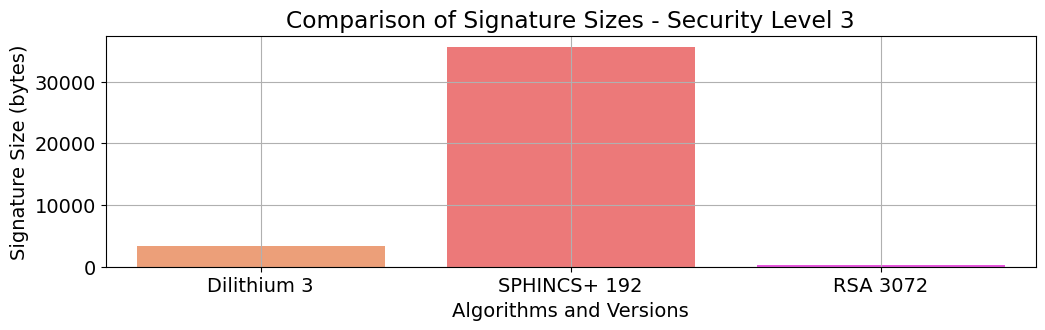 Comparison of Signature Sizes - Security Level 3
Signature Size (bytes)
30000
20000
10000
0
Dilithium 3
SPHINCS+ 192
RSA 3072
Algorithms and Versions